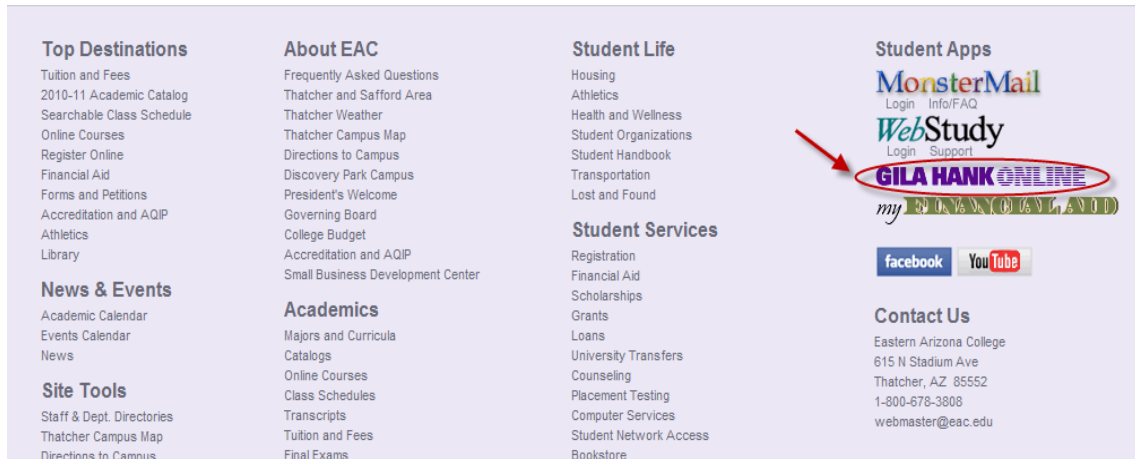 Top Destinations
Tuition and Fees
2010-11 Academic Catalog
Searchable Class Schedule
Online Courses
Register Online
Financial Aid
Forms and Petitions
Accreditation and AQIP
Athletics
Library
News & Events
Academic Calendar
Events Calendar
News
Site Tools
Staff & Dept. Directories
Thatcher Campus Map
Directions to Campus
About EAC
Frequently Asked Questions
Thatcher and Safford Area
Thatcher Weather
Thatcher Campus Map
Directions to Campus
Discovery Park Campus
President's Welcome
Governing Board
College Budget
Accreditation and AQIP
Small Business Development Center
Academics
Majors and Curricula
Catalogs
Online Courses
Class Schedules
Transcripts
Tuition and Fees
Final Exams
Student Life
Housing
Athletics
Health and Wellness
Student Organizations
Student Handbook
Transportation
Lost and Found
Student Services
Registration
Financial Aid
Scholarships
Grants
Loans
University Transfers
Counseling
Placement Testing
Computer Services
Student Network Access
Bookstore
Student Apps
MonsterMail
Login Info/FAQ
WebStudy
Login Support
GILA HANK ONLINE
my FINANCIAL AID
facebook YouTube
Contact Us
Eastern Arizona College
615 N Stadium Ave
Thatcher, AZ 85552
1-800-678-3808
webmaster@eac.edu